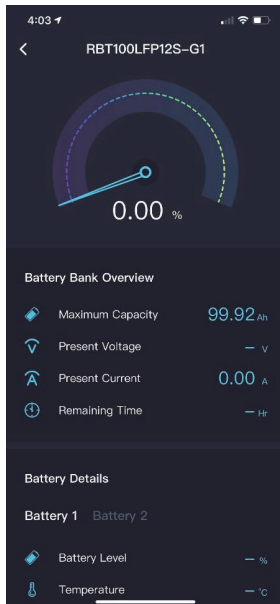 4:03
RBT100LFP12S-G1
0.00 %
Battery Bank Overview
Maximum Capacity 99.92 Ah
V Present Voltage – V
A Present Current 0.00 A
Remaining Time – Hr
Battery Details
Battery 1 Battery 2
Battery Level – %
Temperature – °C